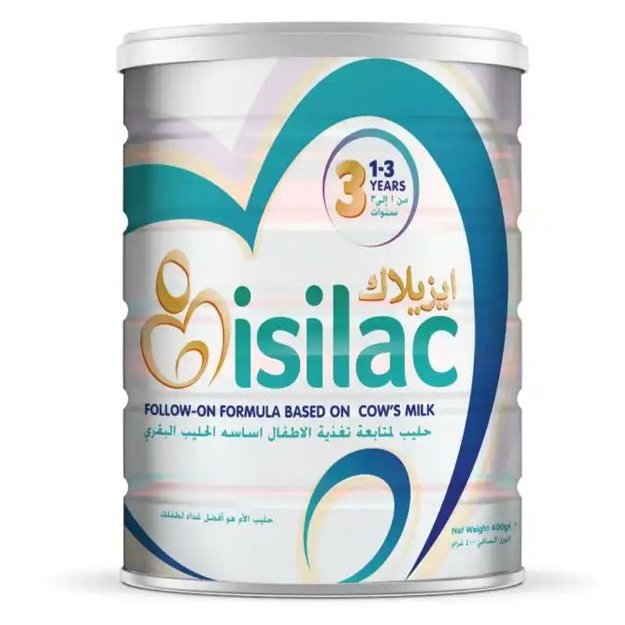 3
1-3
YEARS
من ١ إلى ٣
سنوات
ايزيلاك
isilac
FOLLOW-ON FORMULA BASED ON COW'S MILK
حليب لمتابعة تغذية الاطفال اساسه الحليب البقري
حليب الأم هو أفضل غذاء لطفلك
Net Weight 400g
الوزن الصافي ٤٠٠ غرام